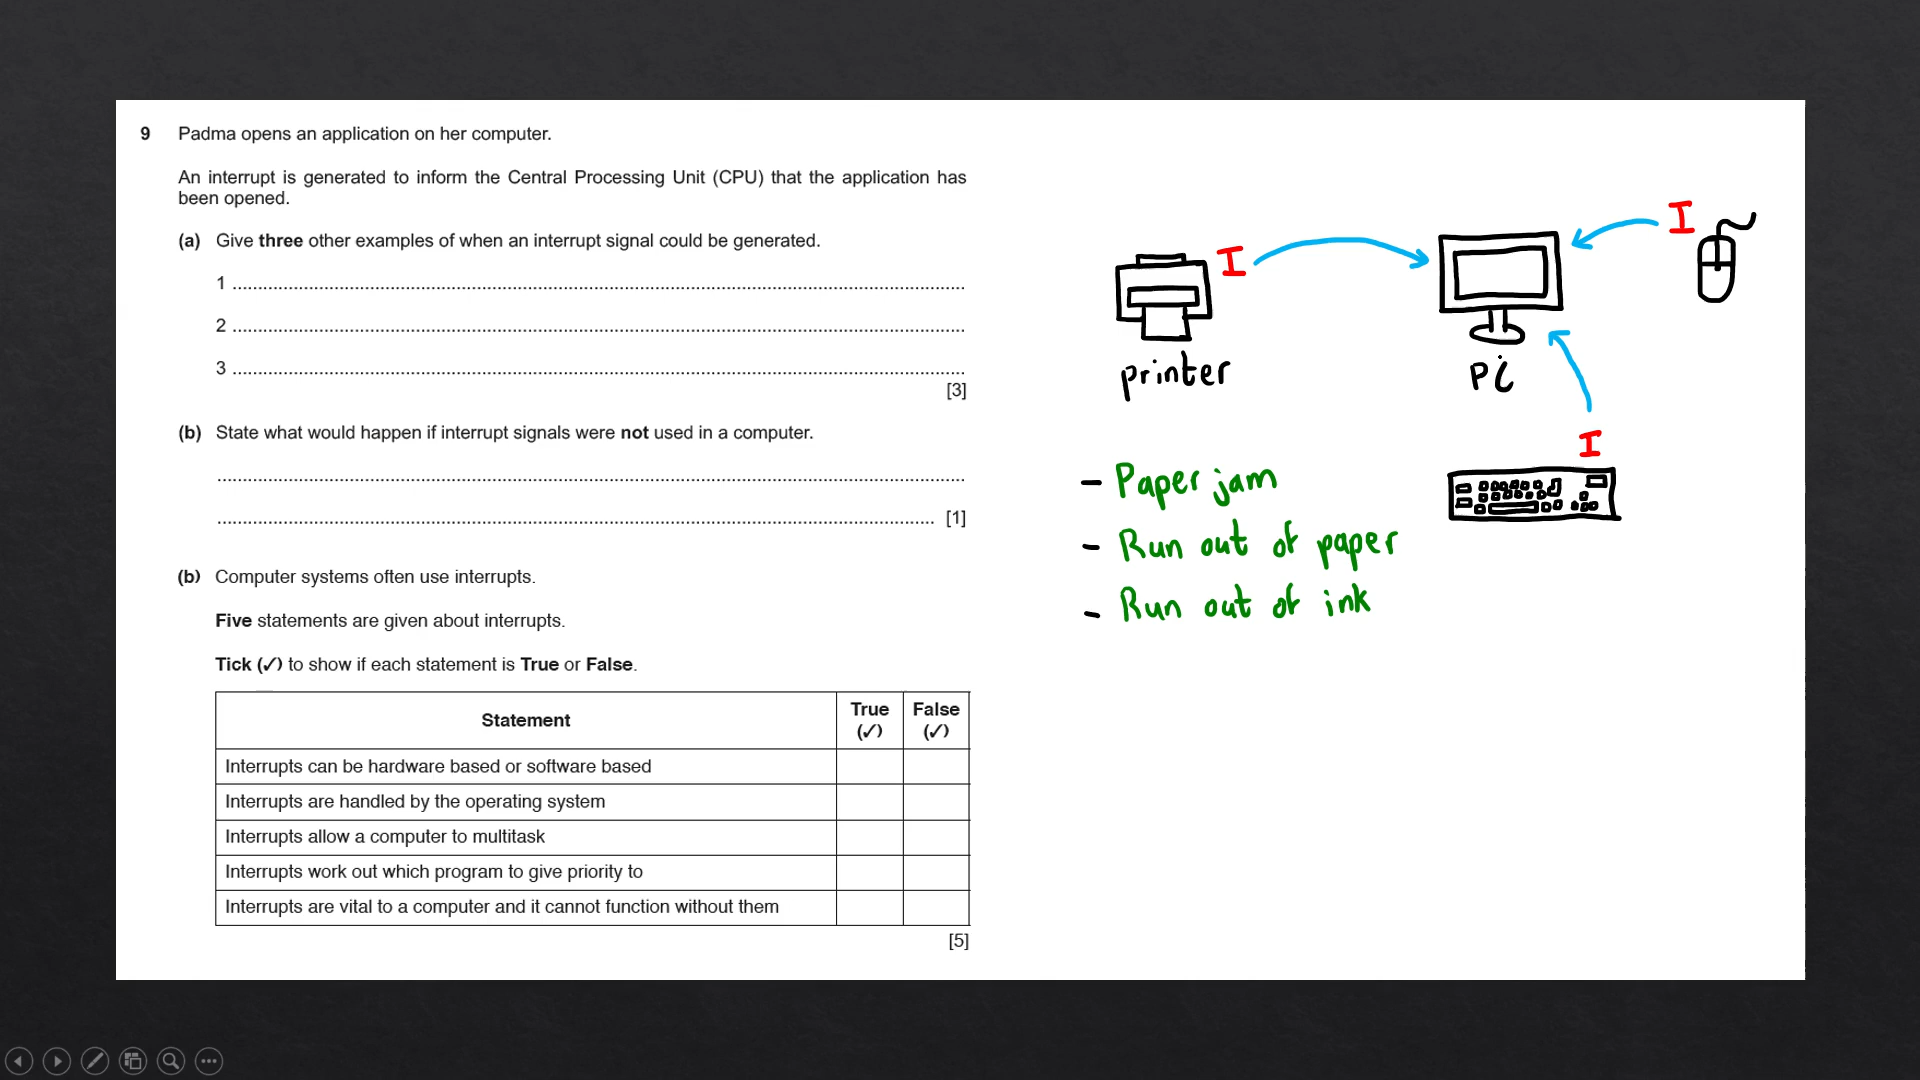 9 Padma opens an application on her computer.
An interrupt is generated to inform the Central Processing Unit (CPU) that the application has
been opened.
(a) Give three other examples of when an interrupt signal could be generated.
1 ........................................................................
2 ........................................................................
3 ........................................................................
[3]
(b) State what would happen if interrupt signals were not used in a computer.
........................................................................
........................................................................ [1]
(b) Computer systems often use interrupts.
Five statements are given about interrupts.
Tick (✓) to show if each statement is True or False.
Statement True (✓) False (✓)
Interrupts can be hardware based or software based
Interrupts are handled by the operating system
Interrupts allow a computer to multitask
Interrupts work out which program to give priority to
Interrupts are vital to a computer and it cannot function without them
[5]
I
I
printer
PC
I
- Paper jam
- Run out of paper
- Run out of ink